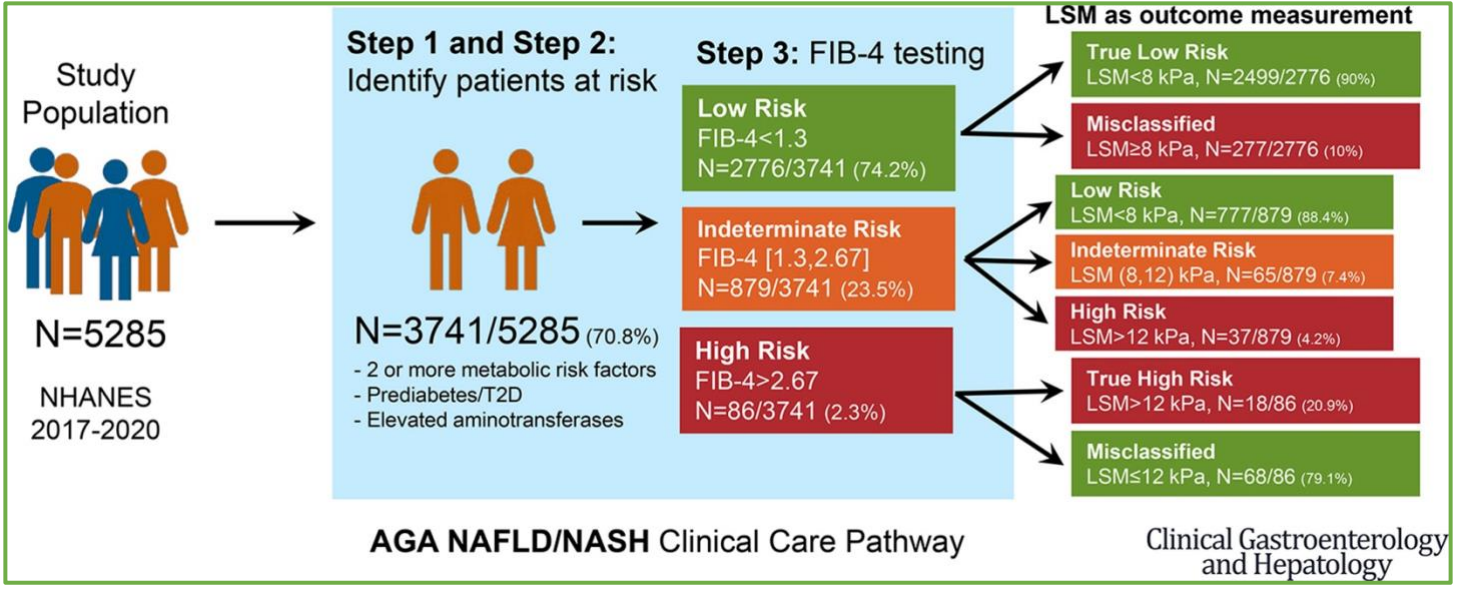 Study
Population
N=5285
NHANES
2017-2020
Step 1 and Step 2:
Identify patients at risk
N=3741/5285 (70.8%)
- 2 or more metabolic risk factors
- Prediabetes/T2D
- Elevated aminotransferases
Step 3: FIB-4 testing
Low Risk
FIB-4<1.3
N=2776/3741 (74.2%)
Indeterminate Risk
FIB-4 [1.3,2.67]
N=879/3741 (23.5%)
High Risk
FIB-4>2.67
N=86/3741 (2.3%)
LSM as outcome measurement
True Low Risk
LSM<8 kPa, N=2499/2776 (90%)
Misclassified
LSM≥8 kPa, N=277/2776 (10%)
Low Risk
LSM<8 kPa, N=777/879 (88.4%)
Indeterminate Risk
LSM (8,12) kPa, N=65/879 (7.4%)
High Risk
LSM>12 kPa, N=37/879 (4.2%)
True High Risk
LSM>12 kPa, N=18/86 (20.9%)
Misclassified
LSM≤12 kPa, N=68/86 (79.1%)
AGA NAFLD/NASH Clinical Care Pathway
Clinical Gastroenterology
and Hepatology